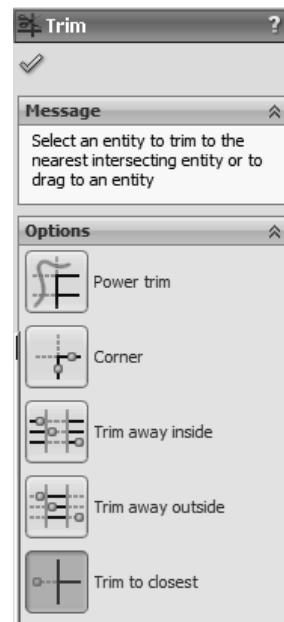 Trim ?
Message
Select an entity to trim to the
nearest intersecting entity or to
drag to an entity
Options
Power trim
Corner
Trim away inside
Trim away outside
Trim to closest